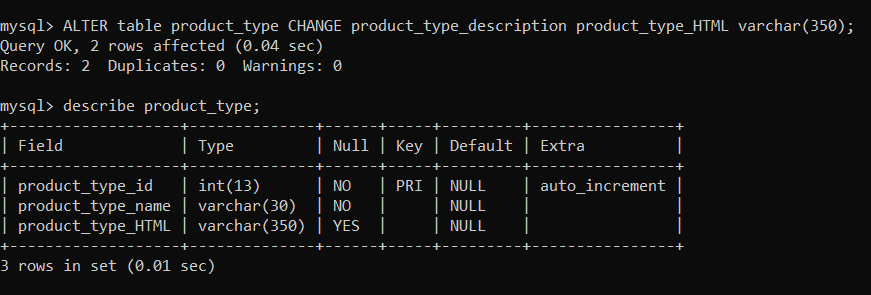 mysql> ALTER table product_type CHANGE product_type_description product_type_HTML varchar(350);
Query OK, 2 rows affected (0.04 sec)
Records: 2  Duplicates: 0  Warnings: 0

mysql> describe product_type;
+-------------------+--------------+------+-----+---------+----------------+
| Field             | Type         | Null | Key | Default | Extra          |
+-------------------+--------------+------+-----+---------+----------------+
| product_type_id   | int(13)      | NO   | PRI | NULL    | auto_increment |
| product_type_name | varchar(30)  | NO   |     | NULL    |                |
| product_type_HTML | varchar(350) | YES  |     | NULL    |                |
+-------------------+--------------+------+-----+---------+----------------+
3 rows in set (0.01 sec)